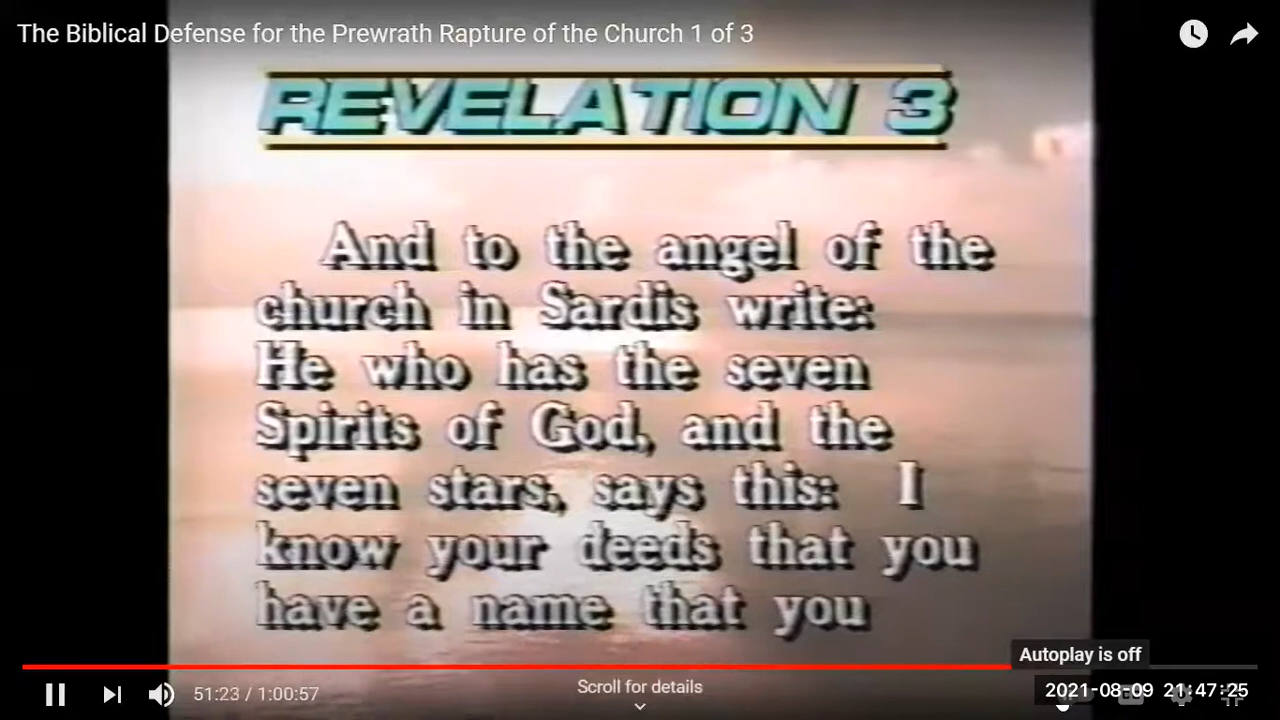 The Biblical Defense for the Prewrath Rapture of the Church 1 of 3
REVELATION 3
And to the angel of the
church in Sardis write:
He who has the seven
Spirits of God, and the
seven stars, says this: I
know your deeds that you
have a name that you
Autoplay is off
51:23 / 1:00:57
Scroll for details
2021-08-09 21:47:25